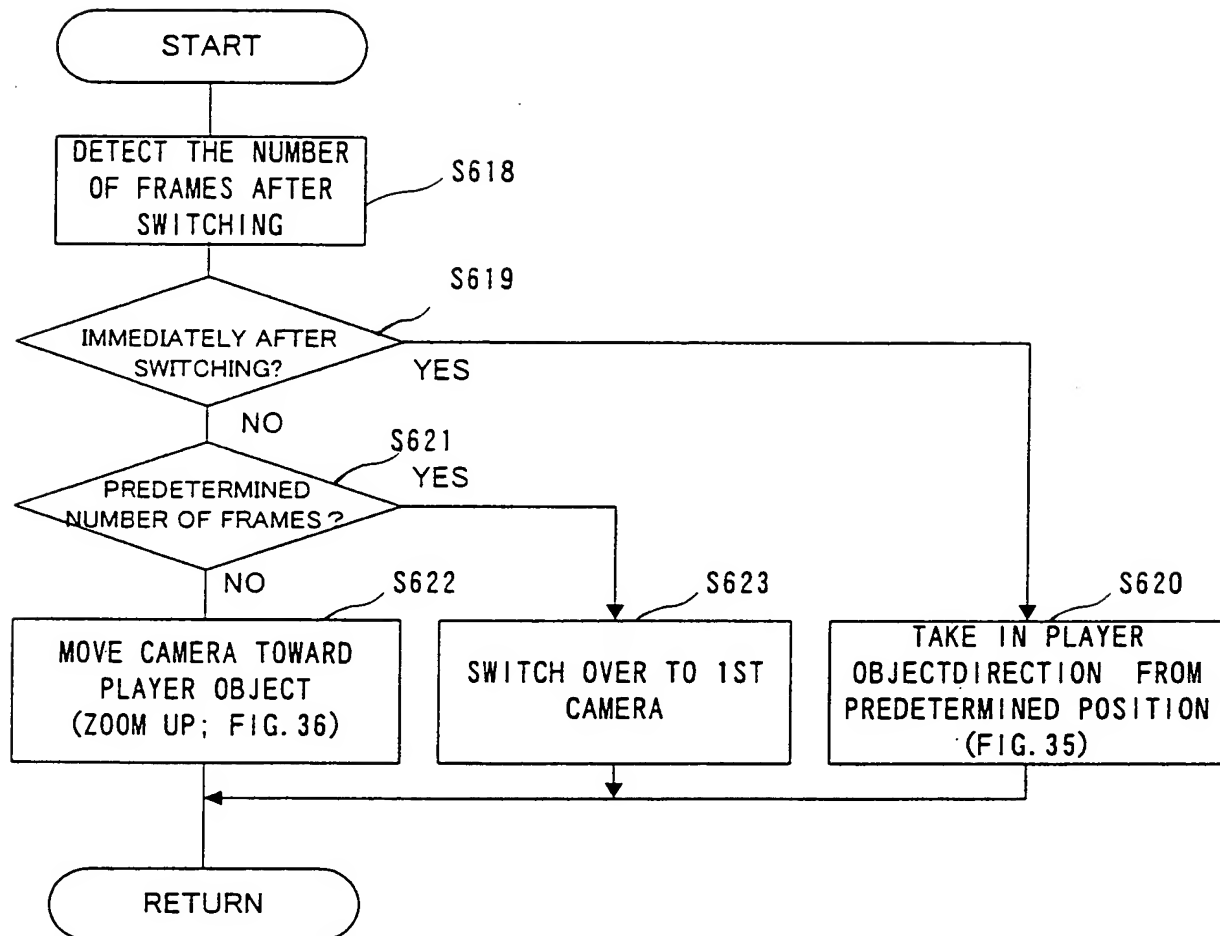 START
DETECT THE NUMBER
OF FRAMES AFTER
SWITCHING
S618
S619
IMMEDIATELY AFTER
SWITCHING?
YES
NO
S621
PREDETERMINED
NUMBER OF FRAMES?
YES
NO
S622
MOVE CAMERA TOWARD
PLAYER OBJECT
(ZOOM UP; FIG.36)
S623
SWITCH OVER TO 1ST
CAMERA
S620
TAKE IN PLAYER
OBJECTDIRECTION FROM
PREDETERMINED POSITION
(FIG.35)
RETURN